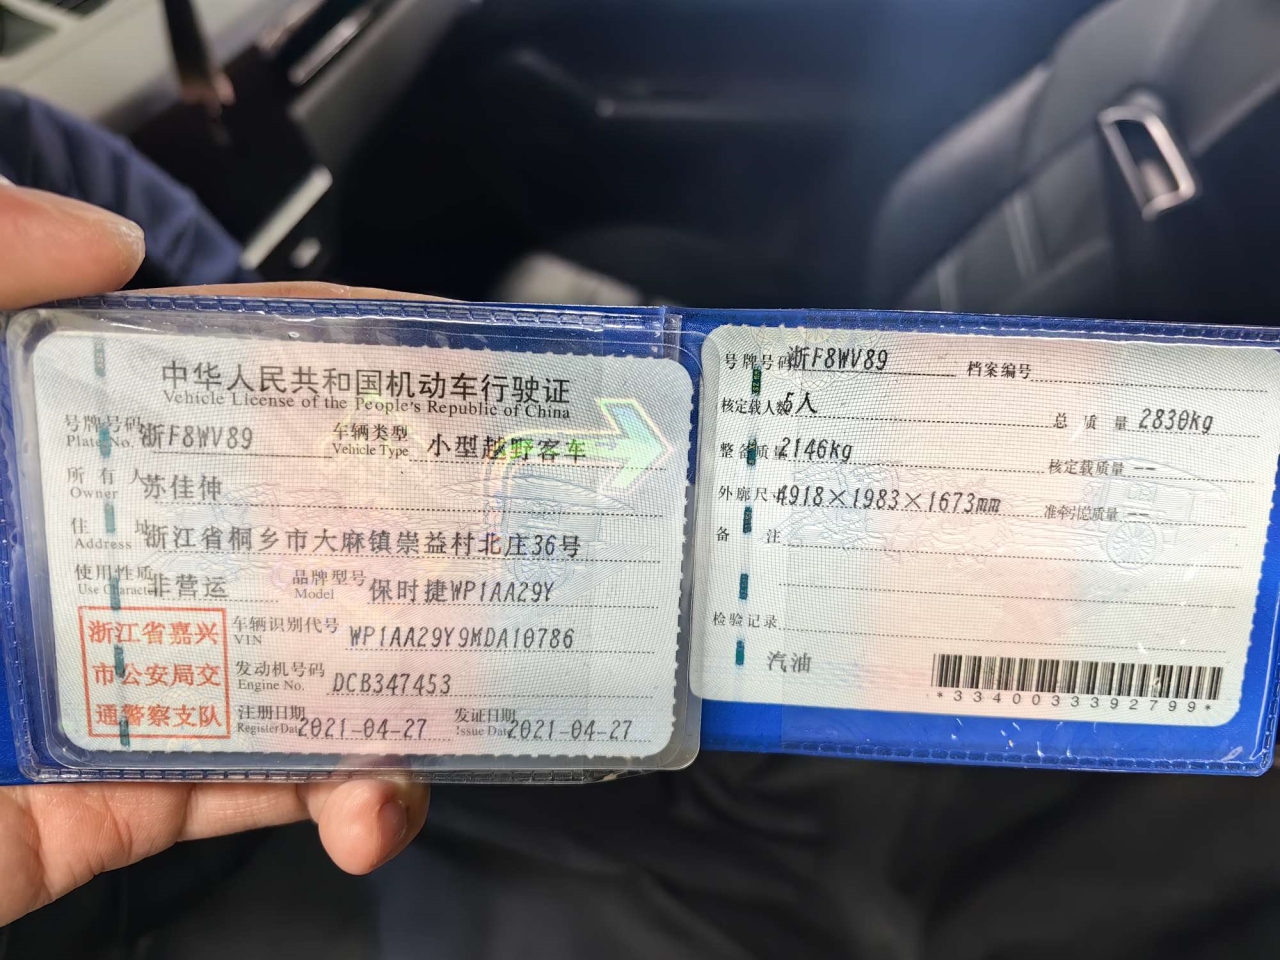 中华人民共和国机动车行驶证
Vehicle License of the People's Republic of China
号牌号码 浙F8WV89 车辆类型 小型越野客车
Plate No. Vehicle Type
所有人 苏佳伸
Owner
住址 浙江省桐乡市大麻镇崇益村北庄36号
Address
使用性质 非营运 品牌型号 保时捷WP1AA29Y
Use Character Model
浙江省嘉兴
市公安局交
通警察支队
车辆识别代号 WP1AA29Y9MDA10786
VIN
发动机号码 DCB347453
Engine No.
注册日期 2021-04-27 发证日期 2021-04-27
Register Date Issue Date
号牌号码 浙F8WV89 档案编号
核定载人数 5人 总质量 2830kg
整备质量 2146kg 核定载质量 --
外廓尺寸 4918×1983×1673mm 准牵引总质量 --
备注
检验记录
汽油
*3340033392799*